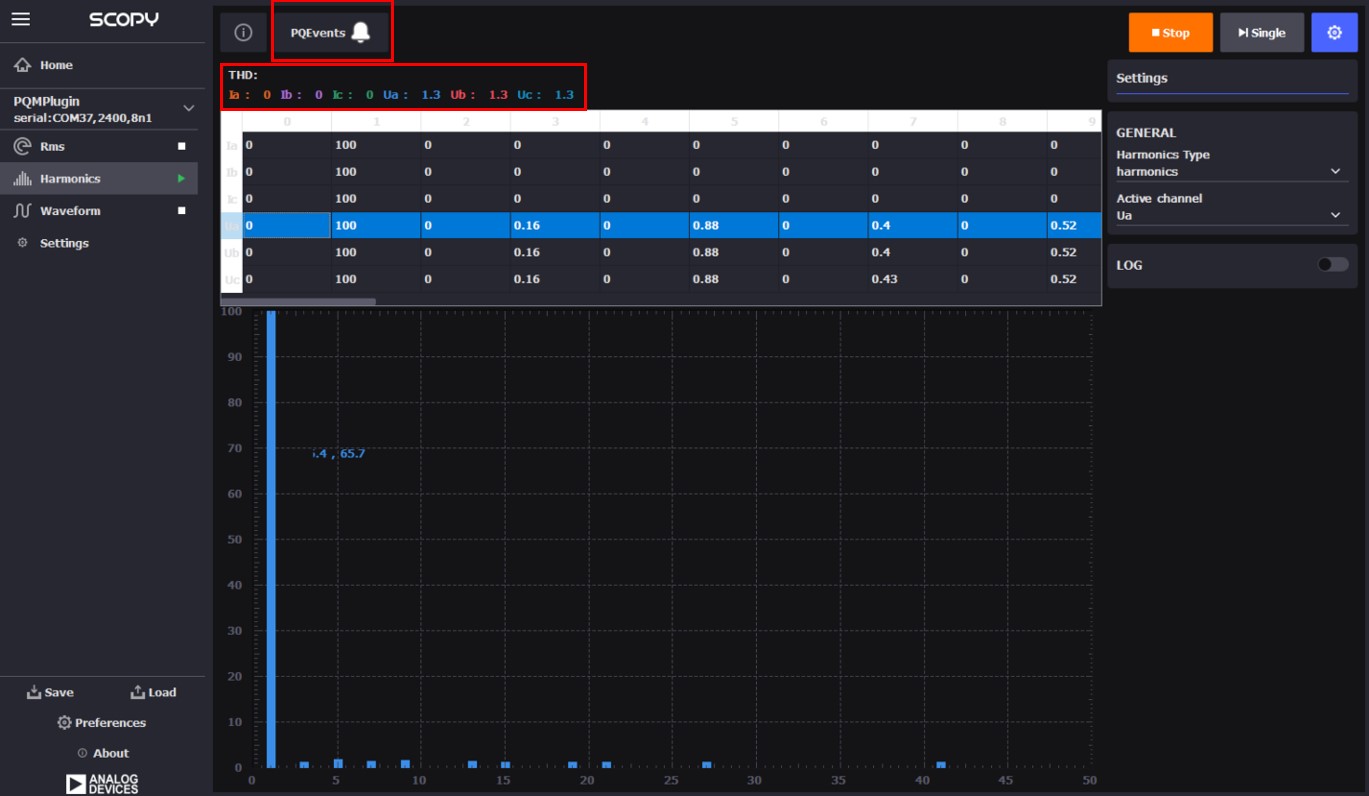 SCOPY
Home
PQMPlugin
serial:COM37,2400,8n1
Rms
Harmonics
Waveform
Settings
Save Load
Preferences
About
ANALOG
DEVICES
PQEvents
Stop Single
THD:
Ia : 0 Ib : 0 Ic : 0 Ua : 1.3 Ub : 1.3 Uc : 1.3
0 1 2 3 4 5 6 7 8 9
Ia 0 100 0 0 0 0 0 0 0 0
Ib 0 100 0 0 0 0 0 0 0 0
Ic 0 100 0 0 0 0 0 0 0 0
Ua 0 100 0 0.16 0 0.88 0 0.4 0 0.52
Ub 0 100 0 0.16 0 0.88 0 0.4 0 0.52
Uc 0 100 0 0.16 0 0.88 0 0.43 0 0.52
100
90
80
70
60
50
40
30
20
10
0
.4 , 65.7
0 5 10 15 20 25 30 35 40 45 50
Settings
GENERAL
Harmonics Type
harmonics
Active channel
Ua
LOG